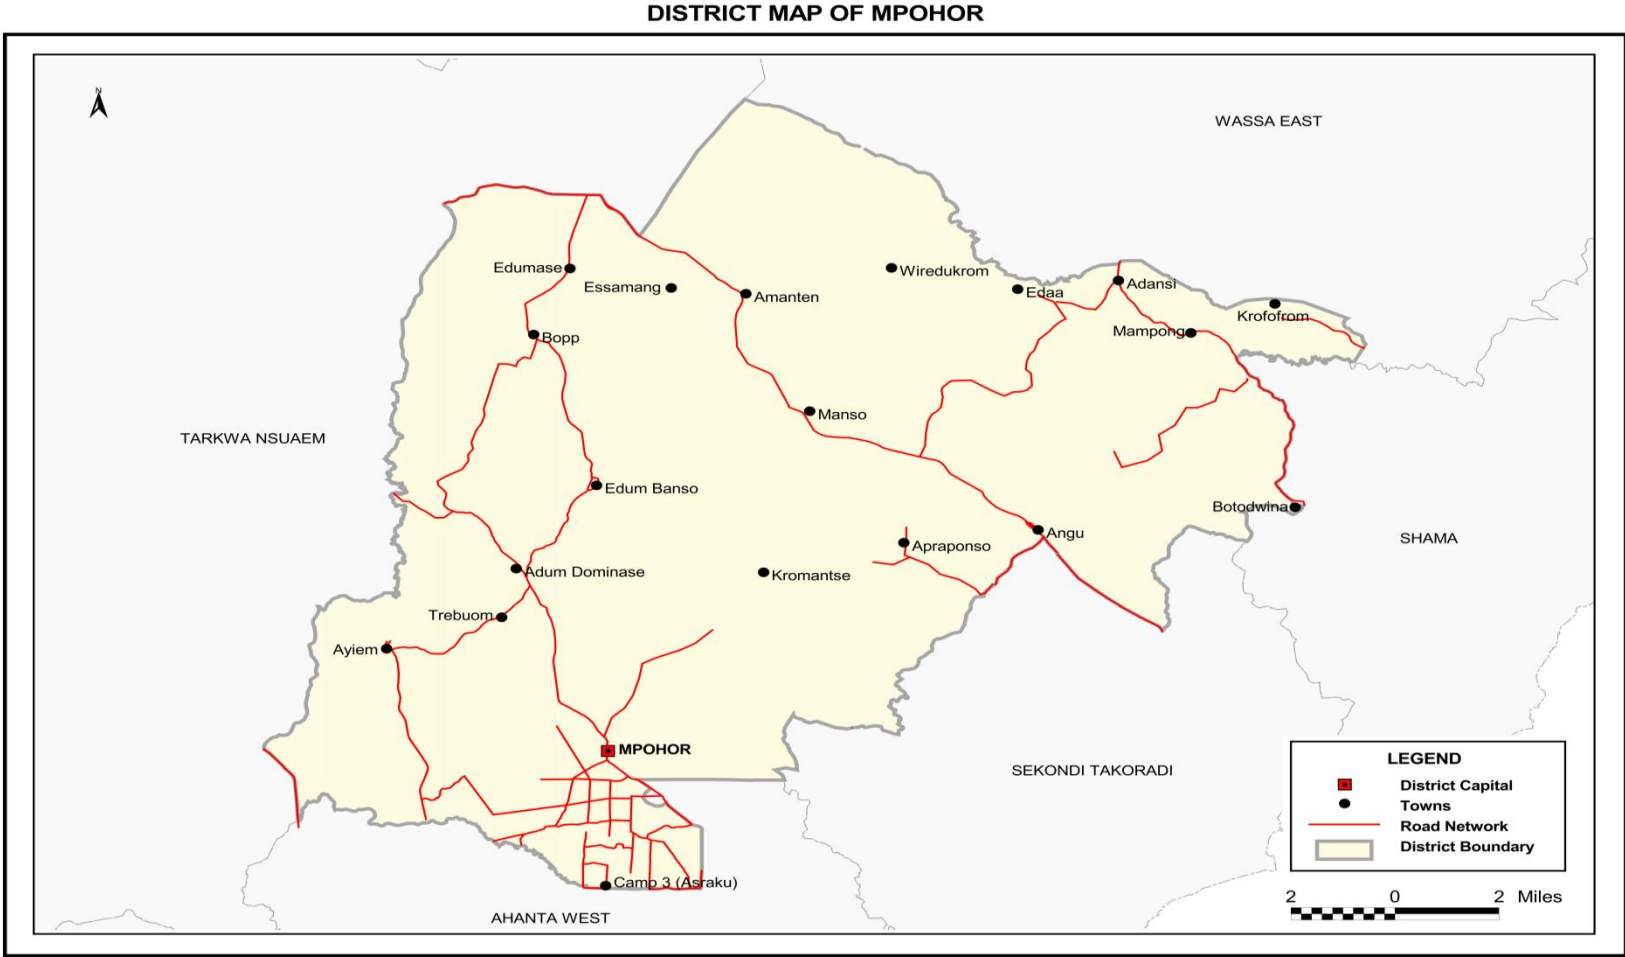 DISTRICT MAP OF MPOHOR
N
WASSA EAST
Edumase
Essamang
Amanten
Wiredukrom
Edaa
Adansi
Krofofrom
Mampong
Bopp
Manso
TARKWA NSUAEM
Edum Banso
Botodwina
Angu
SHAMA
Apraponso
Adum Dominase
Kromantse
Trebuom
Ayiem
MPOHOR
SEKONDI TAKORADI
Camp 3 (Asraku)
AHANTA WEST
LEGEND
District Capital
Towns
Road Network
District Boundary
2 0 2 Miles